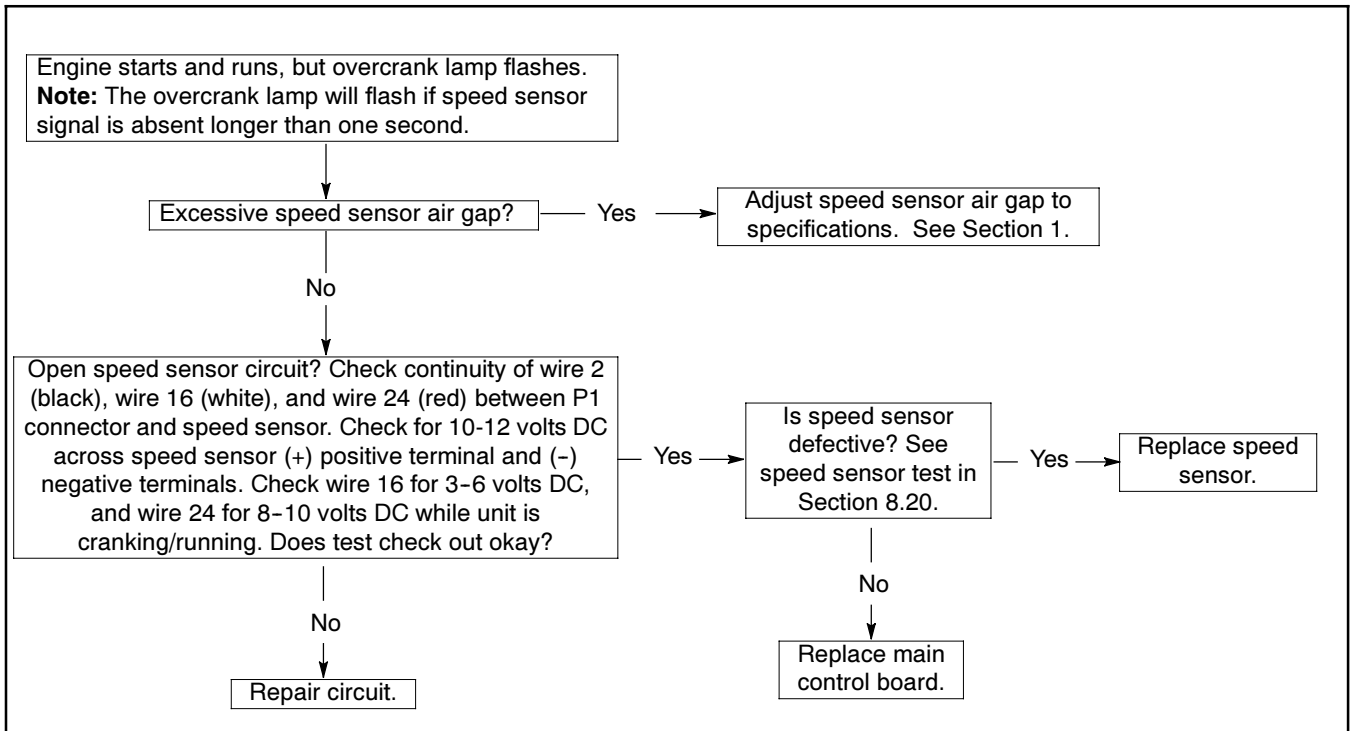 Engine starts and runs, but overcrank lamp flashes.
Note: The overcrank lamp will flash if speed sensor
signal is absent longer than one second.
Excessive speed sensor air gap?
Yes
Adjust speed sensor air gap to
specifications. See Section 1.
No
Open speed sensor circuit? Check continuity of wire 2
(black), wire 16 (white), and wire 24 (red) between P1
connector and speed sensor. Check for 10-12 volts DC
across speed sensor (+) positive terminal and (-)
negative terminals. Check wire 16 for 3-6 volts DC,
and wire 24 for 8-10 volts DC while unit is
cranking/running. Does test check out okay?
Yes
Is speed sensor
defective? See
speed sensor test in
Section 8.20.
Yes
Replace speed
sensor.
No
Replace main
control board.
No
Repair circuit.